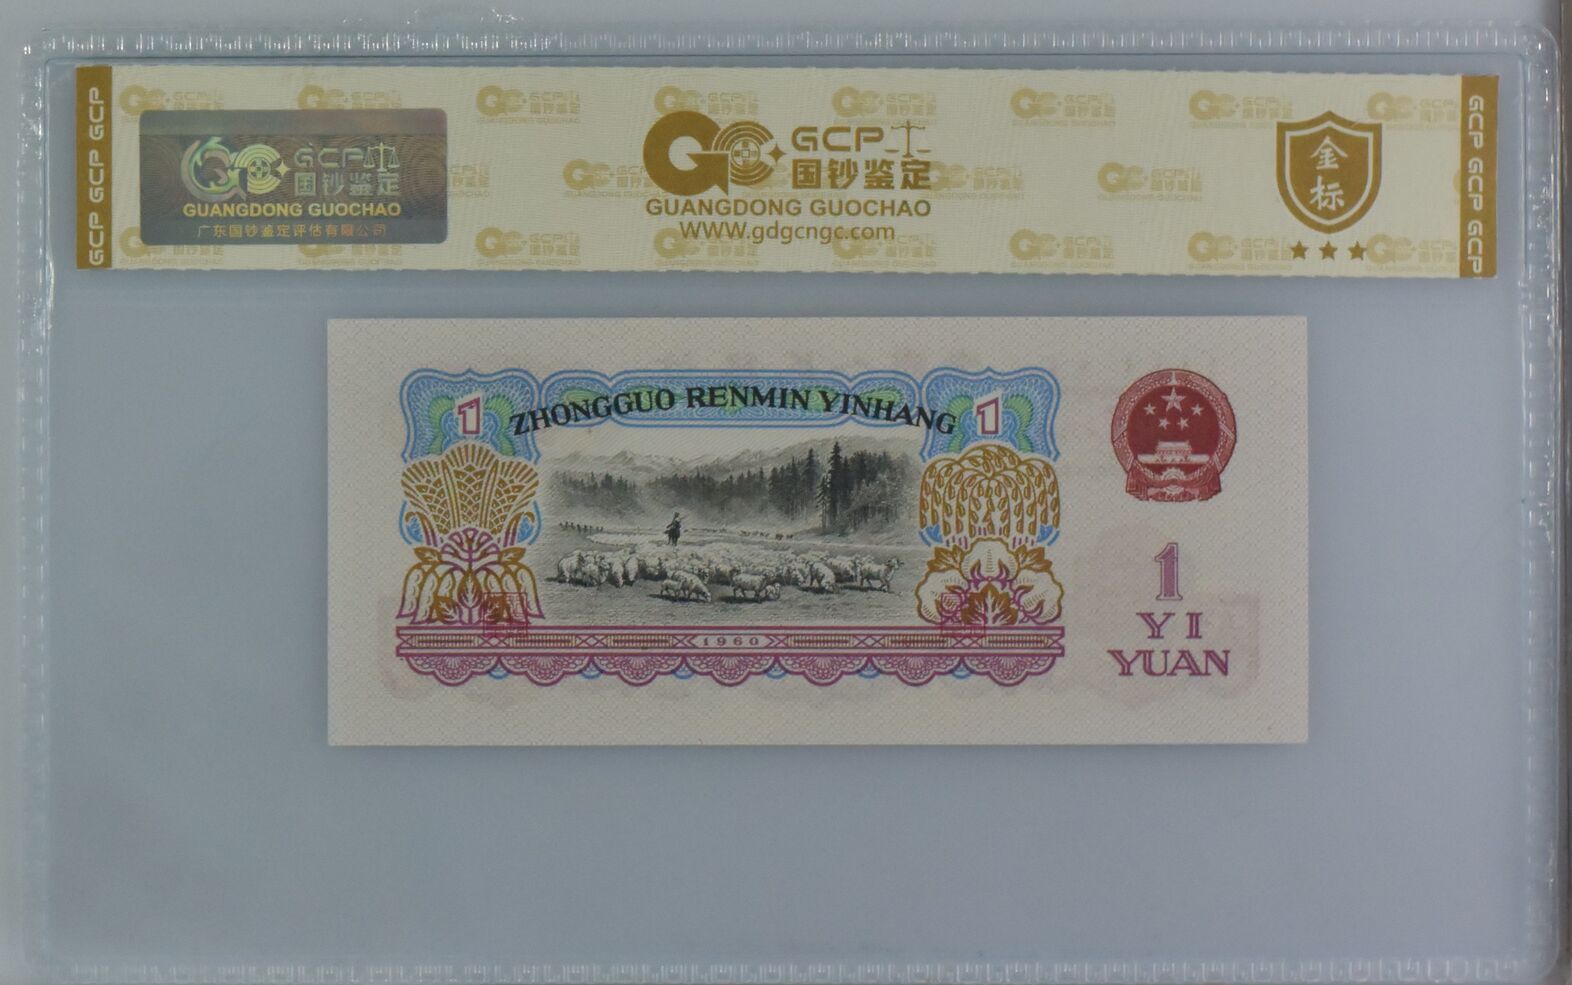 GCP GCP GCP
GCP
国钞鉴定
GUANGDONG GUOCHAO
广东国钞鉴定评估有限公司
GCP
国钞鉴定
GUANGDONG GUOCHAO
WWW.gdgcngc.com
金标
GCP GCP GCP
1
ZHONGGUO RENMIN YINHANG
1
1960
1
YI
YUAN